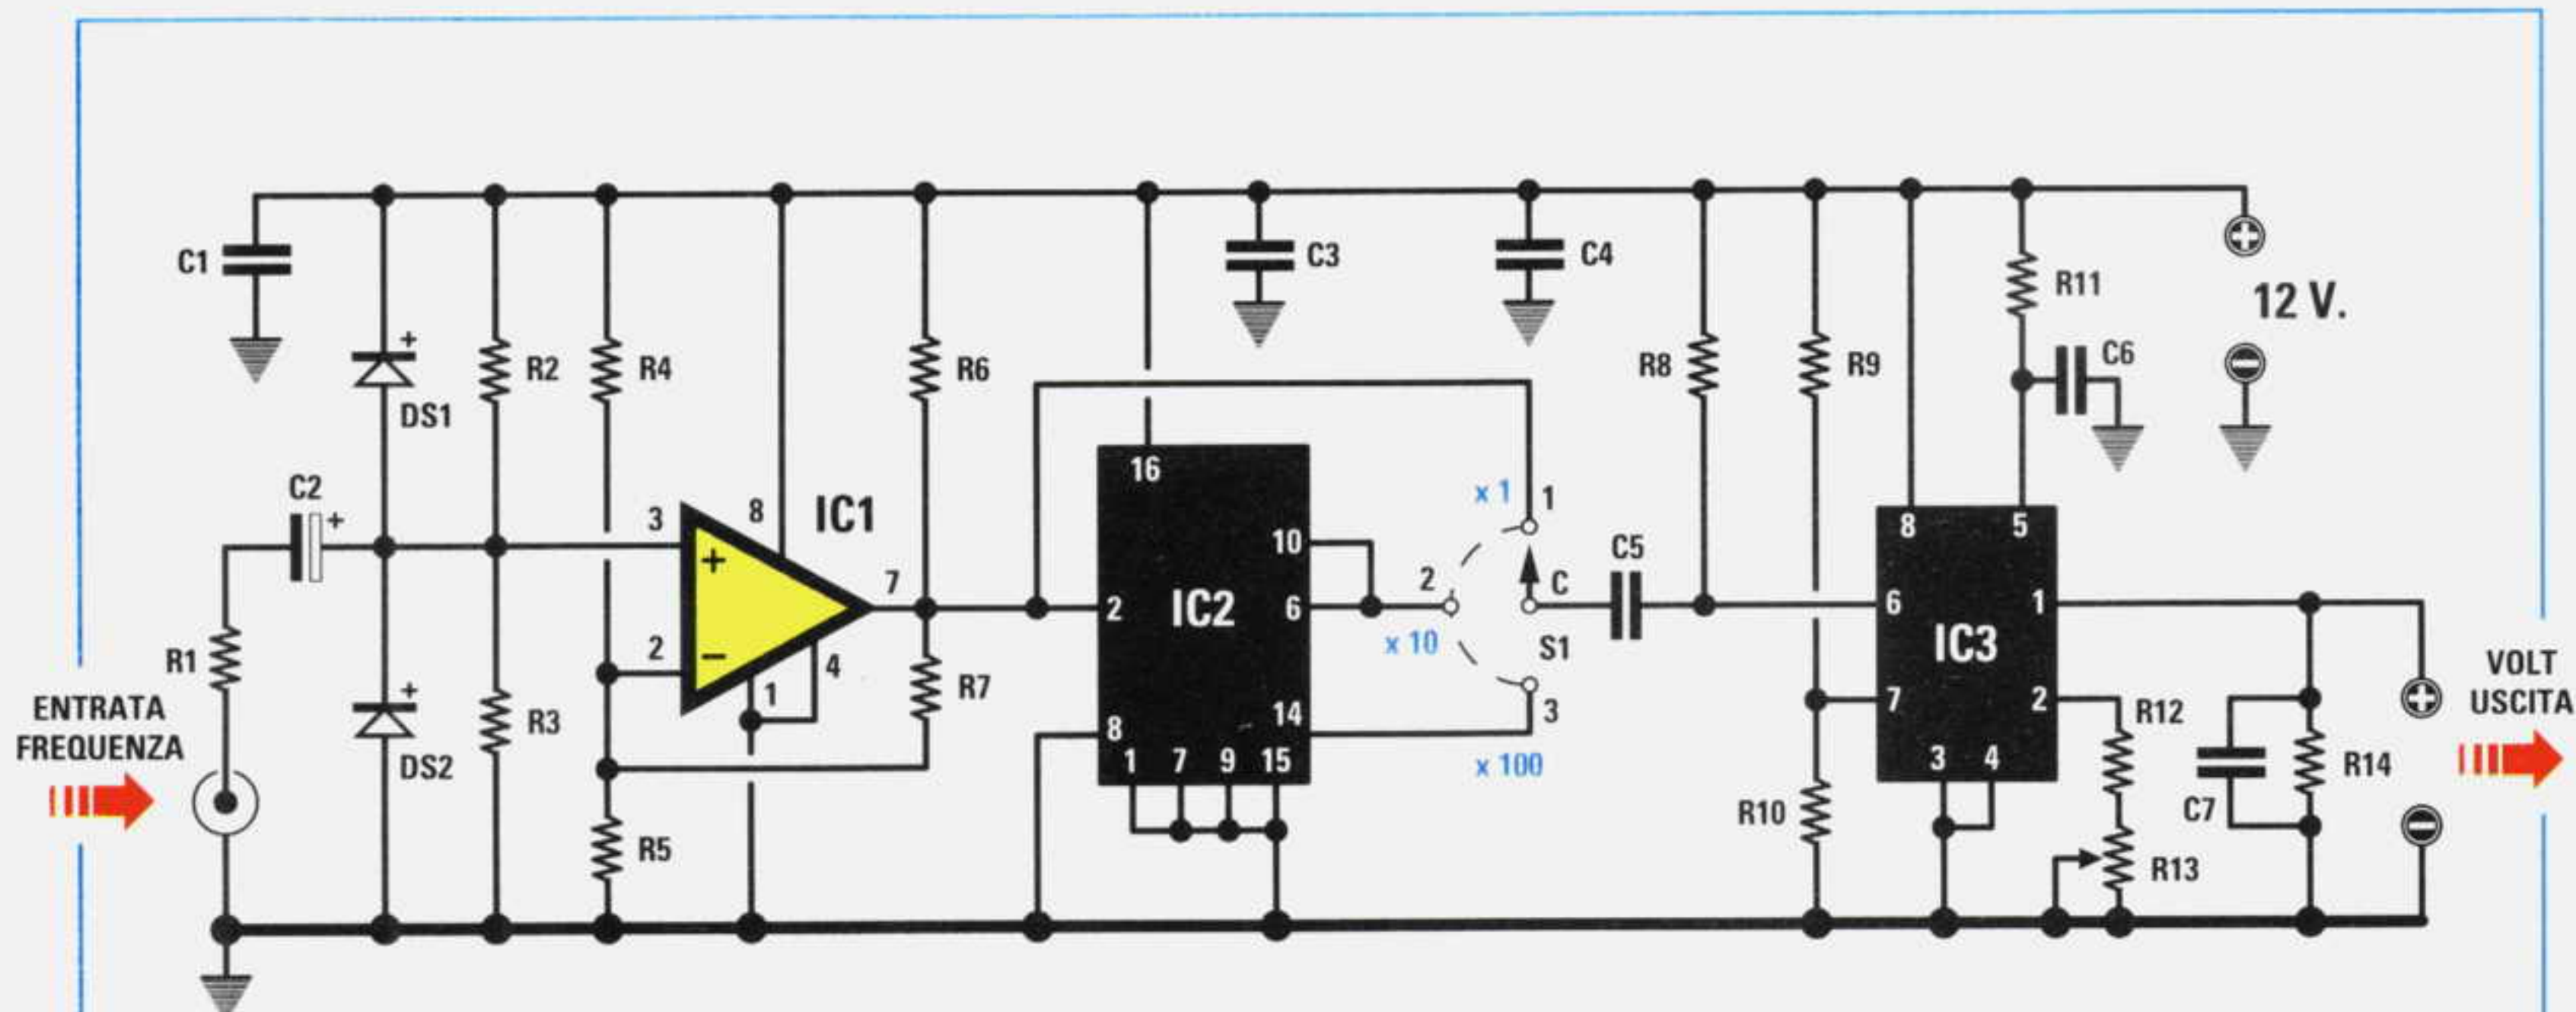 C1
DS1
R2
R4
R6
C3
C4
R8
R9
R11
C6
12 V.
C2
+
+
+
3
8
IC1
+
2
−
7
1
4
R7
16
10
2
IC2
6
8
14
1 7 9 15
x 1
1
2
C
x 10
S1
3
x 100
C5
8 5
6
1
IC3
7
2
3 4
R12
R13
R10
C7
R14
R1
DS2
R3
R5
ENTRATA
FREQUENZA
VOLT
USCITA